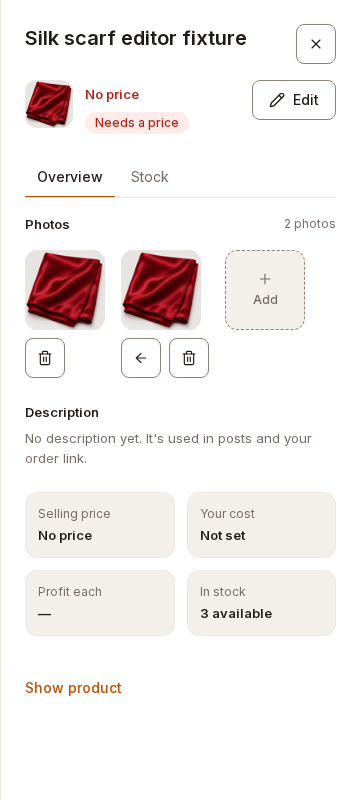 Silk scarf editor fixture
No price
Needs a price
Edit
Overview
Stock
Photos
2 photos
Add
Description
No description yet. It's used in posts and your
order link.
Selling price
No price
Your cost
Not set
Profit each
—
In stock
3 available
Show product